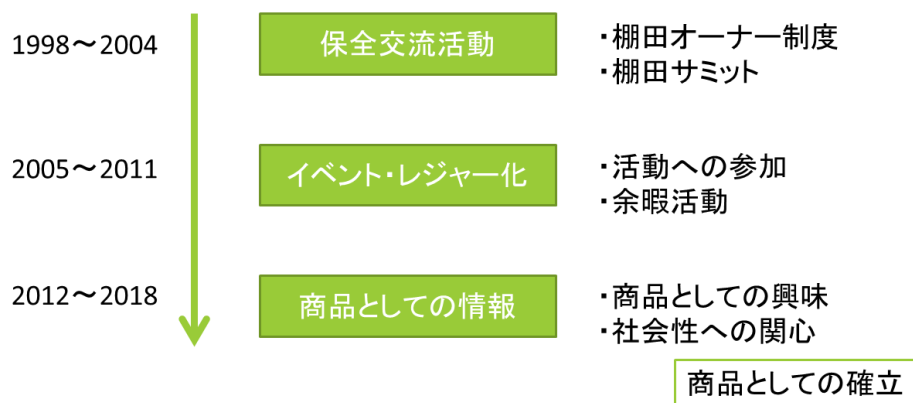 1998～2004
保全交流活動
・棚田オーナー制度
・棚田サミット
2005～2011
イベント・レジャー化
・活動への参加
・余暇活動
2012～2018
商品としての情報
・商品としての興味
・社会性への関心
商品としての確立